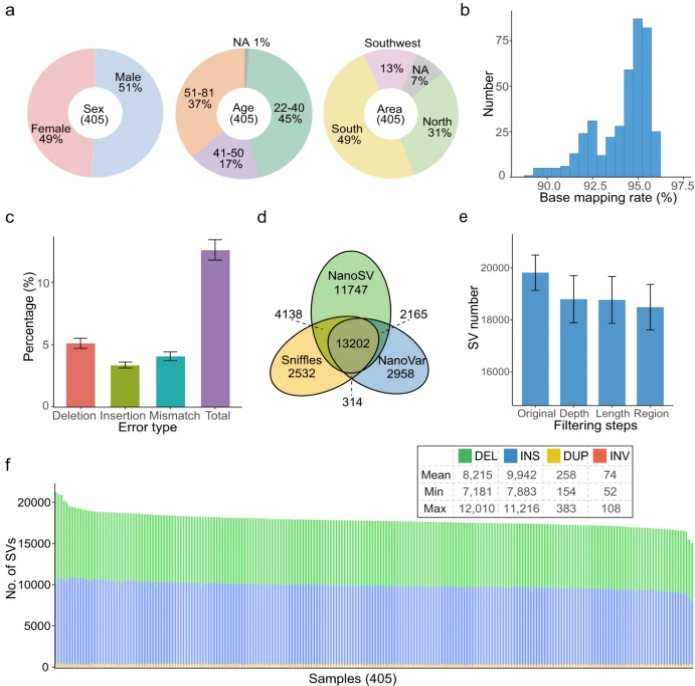 a
Male
51%
Sex
(405)
Female
49%
NA 1%
51-81
37%
Age
(405)
22-40
45%
41-50
17%
Southwest
13%
NA
7%
Area
(405)
South
49%
North
31%
b
Number
75
50
25
0
90.0 92.5 95.0 97.5
Base mapping rate (%)
c
Percentage (%)
10
5
0
Deletion Insertion Mismatch Total
Error type
d
NanoSV
11747
4138 2165
13202
Sniffles
2532
NanoVar
2958
314
e
SV number
20000
18000
16000
Original Depth Length Region
Filtering steps
f
DEL INS DUP INV
Mean 8,215 9,942 258 74
Min 7,181 7,883 154 52
Max 12,010 11,216 383 108
No. of SVs
20000
15000
10000
5000
0
Samples (405)